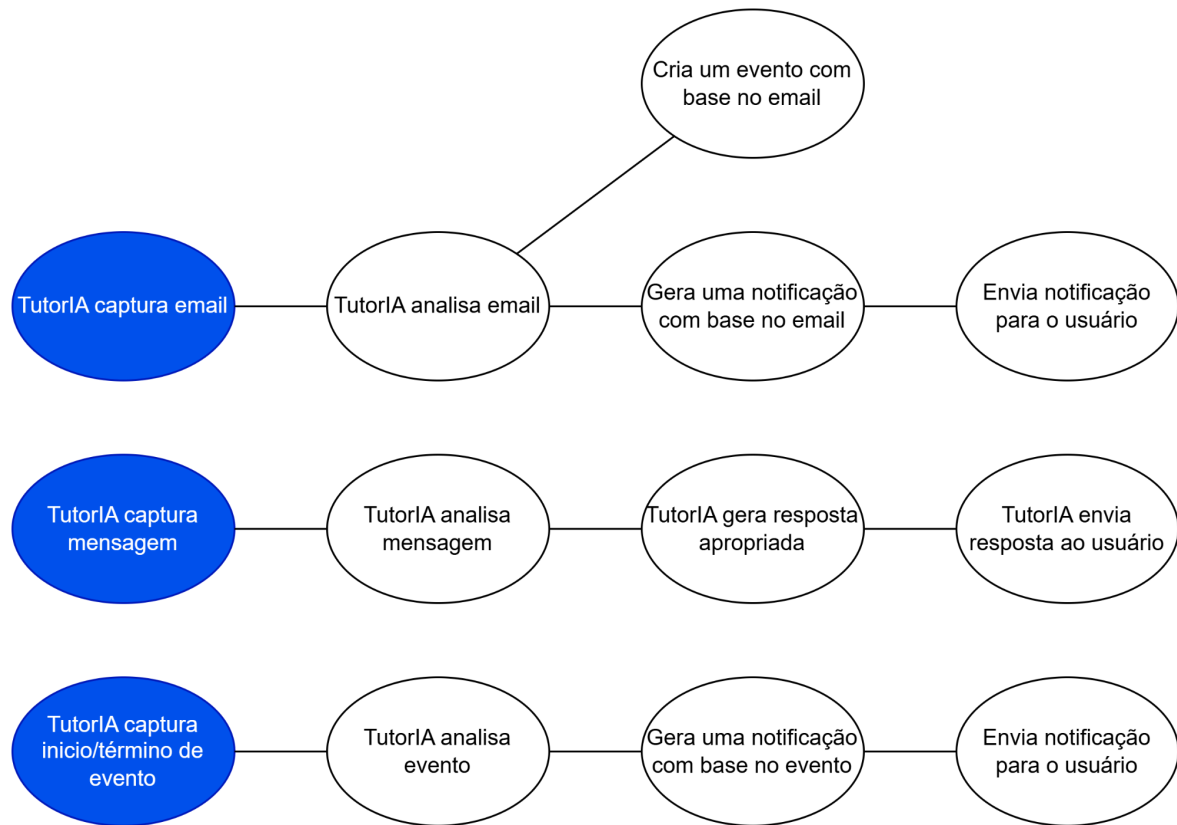 Cria um evento com
base no email
TutorIA captura email
TutorIA analisa email
Gera uma notificação
com base no email
Envia notificação
para o usuário
TutorIA captura
mensagem
TutorIA analisa
mensagem
TutorIA gera resposta
apropriada
TutorIA envia
resposta ao usuário
TutorIA captura
inicio/término de
evento
TutorIA analisa
evento
Gera uma notificação
com base no evento
Envia notificação
para o usuário